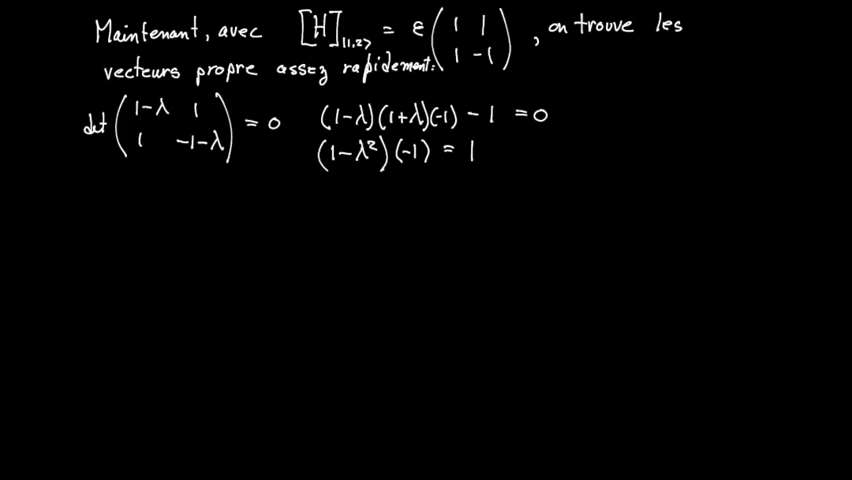 Maintenant, avec [H]_{|1,2>} = ε ( 1 1 ; 1 -1 ), on trouve les
vecteurs propre assez rapidement:
det ( 1-λ 1 ; 1 -1-λ ) = 0 (1-λ)(1+λ)(-1) - 1 = 0
(1-λ²)(-1) = 1